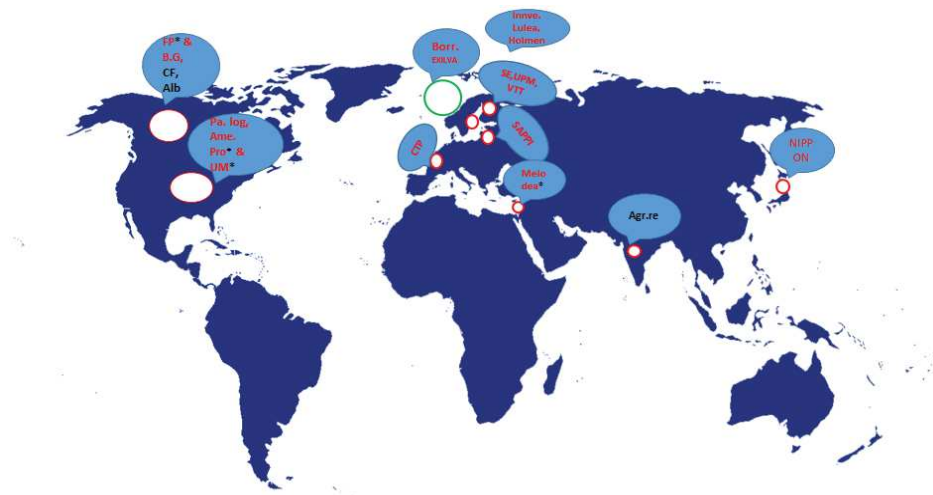 FP* &
B.G,
CF,
Alb
Pa. log,
Ame.
Pro* &
UM*
Borr.
EXILVA
Innve.
Lulea,
Holmen
SE,UPM,
VTT
SAPPI
CTP
Melo
dea*
Agr.re
NIPP
ON